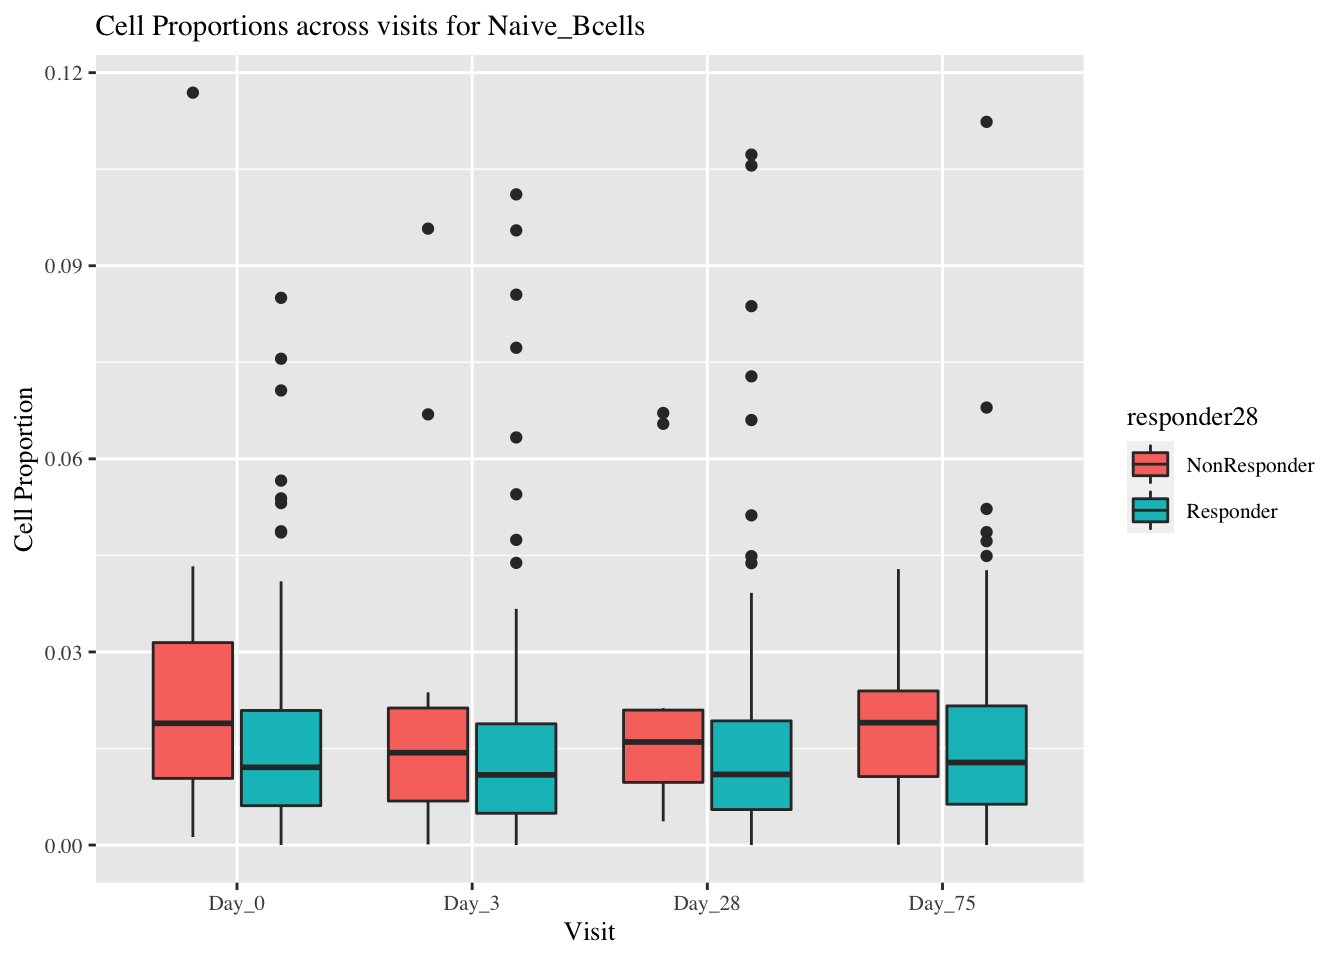 Cell Proportions across visits for Naive_Bcells
0.12
0.09
0.06
0.03
0.00
Cell Proportion
Day_0
Day_3
Day_28
Day_75
Visit
responder28
NonResponder
Responder